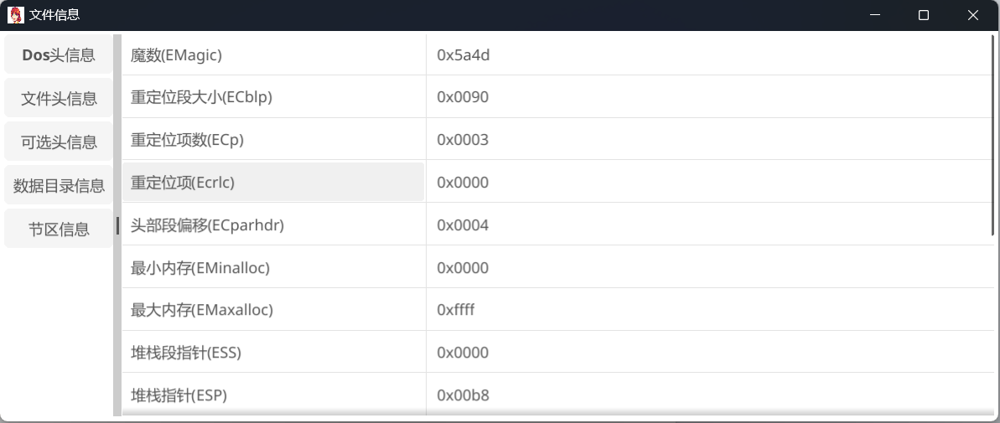 文件信息
Dos头信息
文件头信息
可选头信息
数据目录信息
节区信息
魔数(EMagic) 0x5a4d
重定位段大小(ECblp) 0x0090
重定位项数(ECp) 0x0003
重定位项(Ecrlc) 0x0000
头部段偏移(ECparhdr) 0x0004
最小内存(EMinalloc) 0x0000
最大内存(EMaxalloc) 0xffff
堆栈段指针(ESS) 0x0000
堆栈指针(ESP) 0x00b8